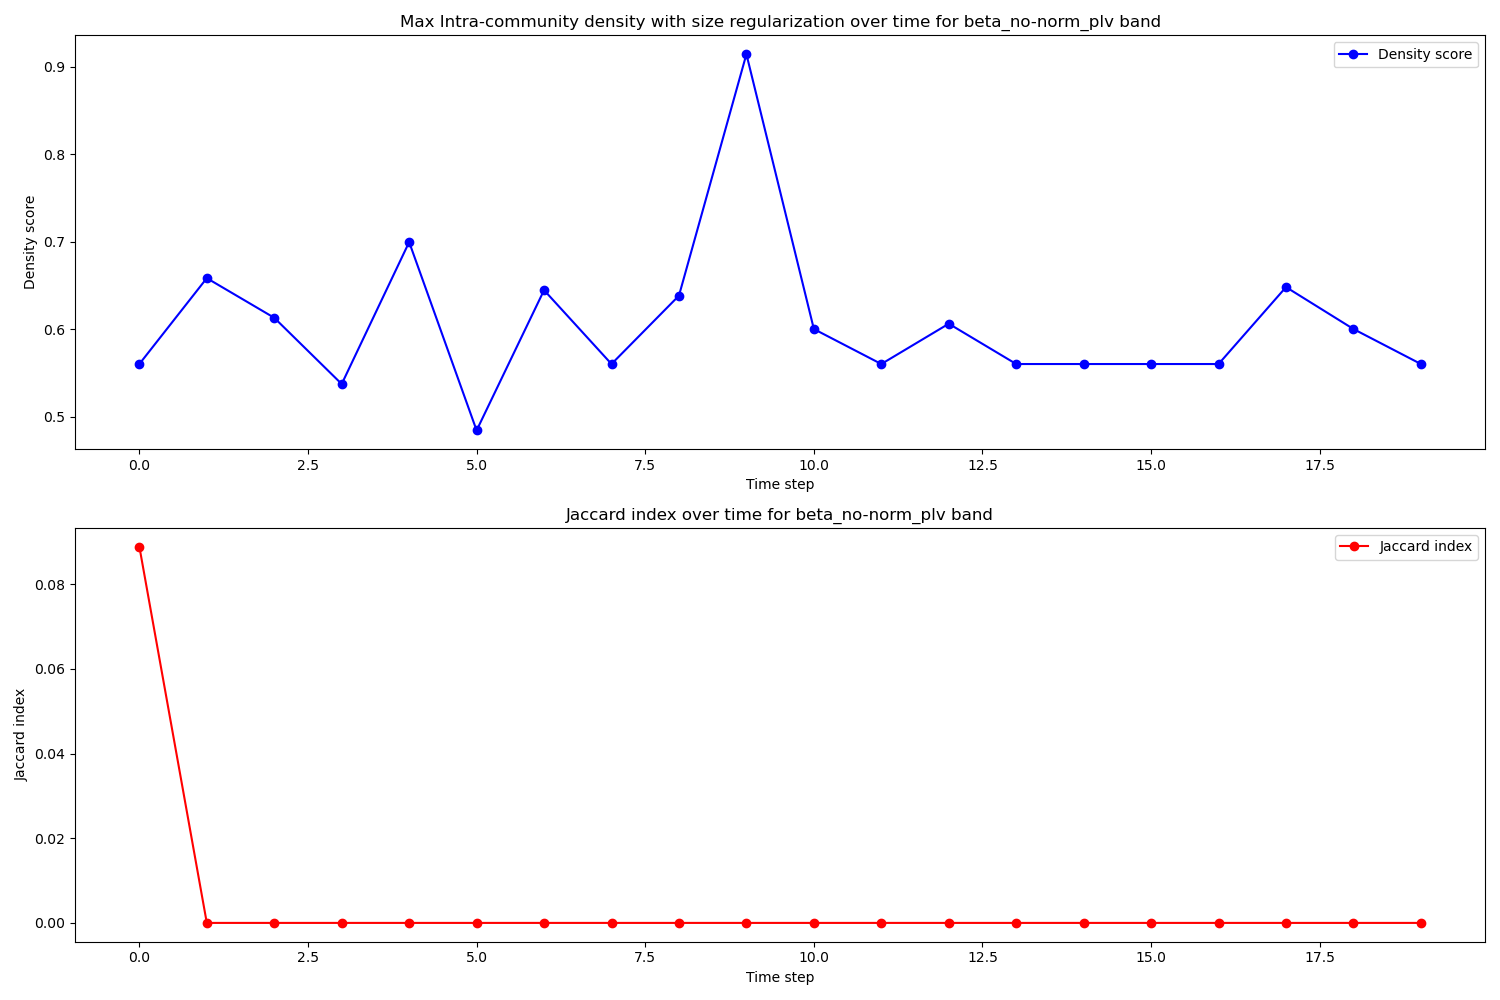 Max Intra-community density with size regularization over time for beta_no-norm_plv band
Density score
0.9
0.8
0.7
0.6
0.5
Density score
0.0 2.5 5.0 7.5 10.0 12.5 15.0 17.5
Time step
Jaccard index over time for beta_no-norm_plv band
Jaccard index
0.08
0.06
0.04
0.02
0.00
Jaccard index
0.0 2.5 5.0 7.5 10.0 12.5 15.0 17.5
Time step